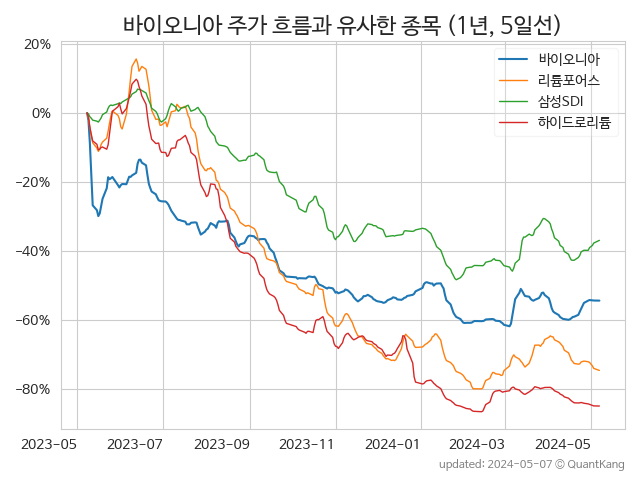 바이오니아 주가 흐름과 유사한 종목 (1년, 5일선)
바이오니아
리튬포어스
삼성SDI
하이드로리튬
20%
0%
−20%
−40%
−60%
−80%
2023−05 2023−07 2023−09 2023−11 2024−01 2024−03 2024−05
updated: 2024-05-07 © QuantKang